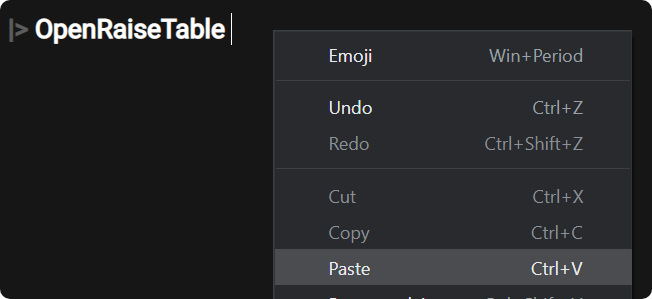 |> OpenRaiseTable
Emoji Win+Period
Undo Ctrl+Z
Redo Ctrl+Shift+Z
Cut Ctrl+X
Copy Ctrl+C
Paste Ctrl+V